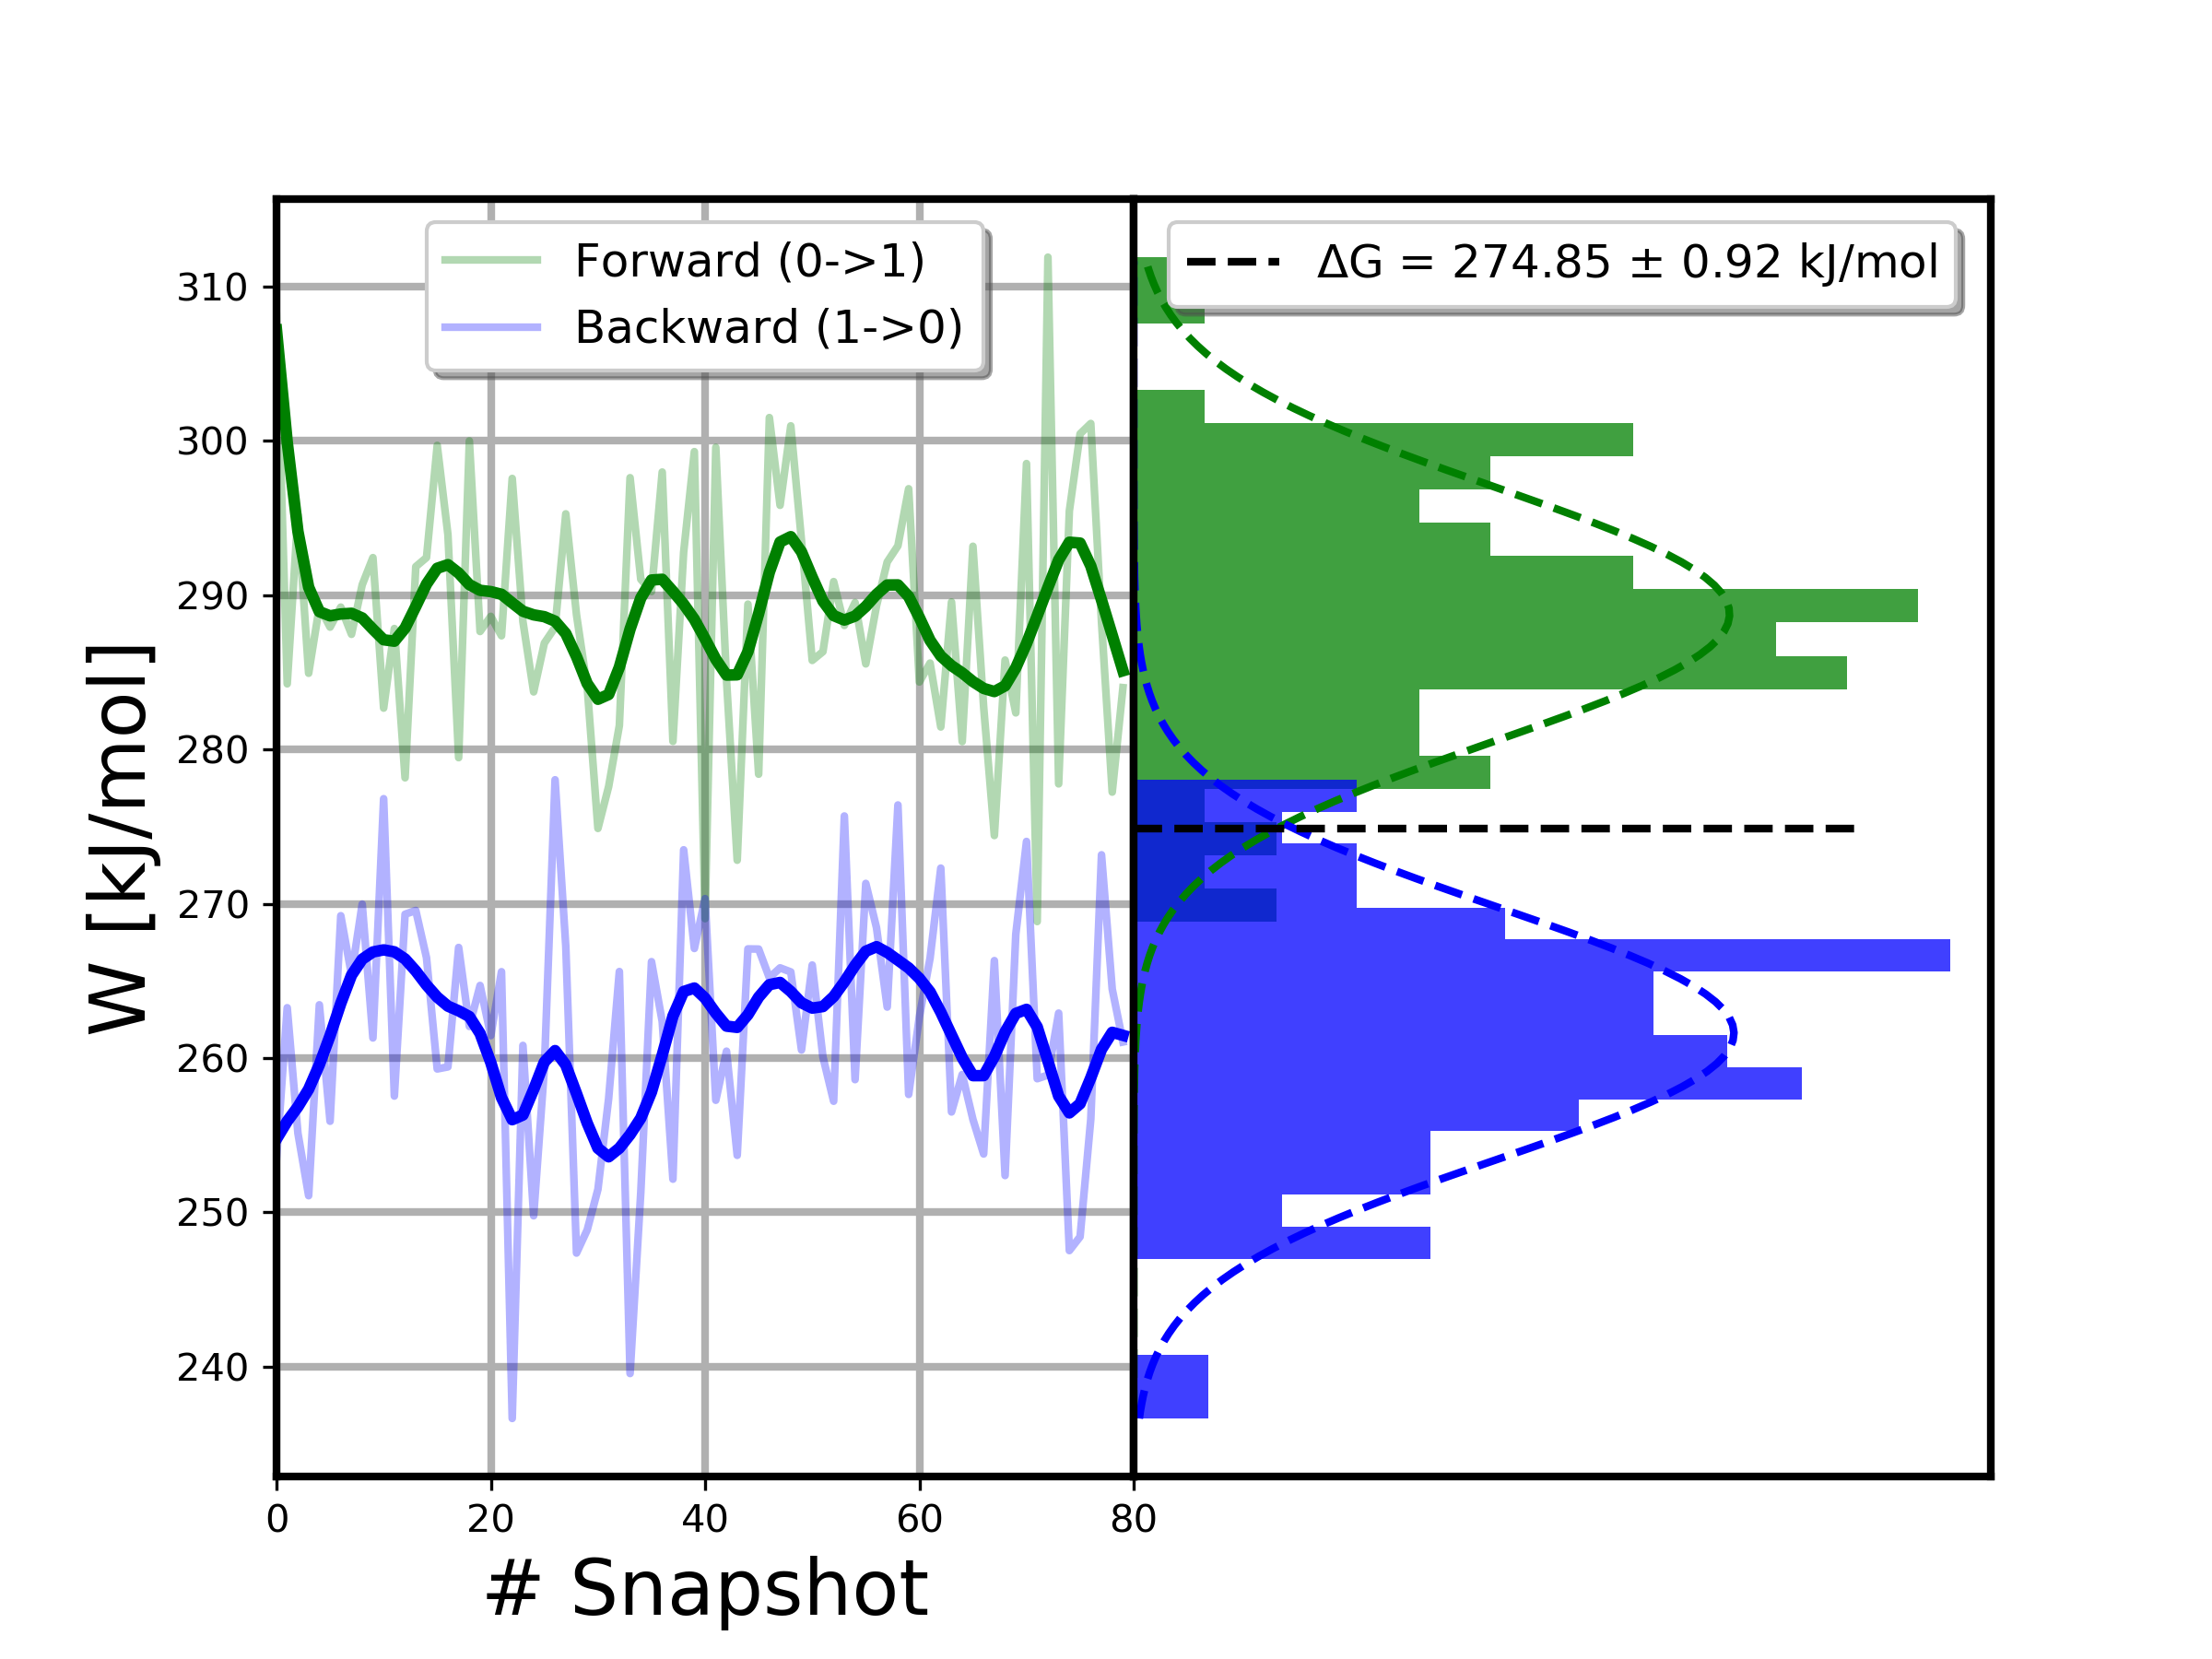 Forward (0->1)
Backward (1->0)
ΔG = 274.85 ± 0.92 kJ/mol
310
300
290
280
270
260
250
240
W [kJ/mol]
0
20
40
60
80
# Snapshot